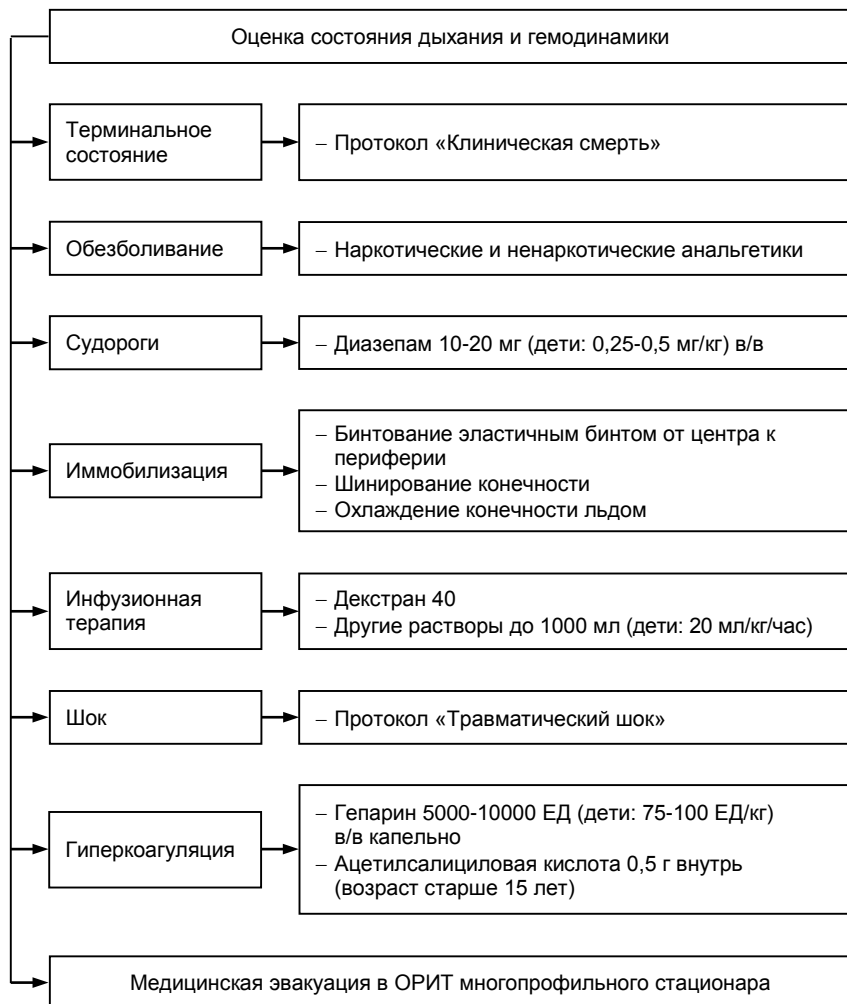 Оценка состояния дыхания и гемодинамики
Терминальное
состояние
– Протокол «Клиническая смерть»
Обезболивание
– Наркотические и ненаркотические анальгетики
Судороги
– Диазепам 10-20 мг (дети: 0,25-0,5 мг/кг) в/в
Иммобилизация
– Бинтование эластичным бинтом от центра к
периферии
– Шинирование конечности
– Охлаждение конечности льдом
Инфузионная
терапия
– Декстран 40
– Другие растворы до 1000 мл (дети: 20 мл/кг/час)
Шок
– Протокол «Травматический шок»
Гиперкоагуляция
– Гепарин 5000-10000 ЕД (дети: 75-100 ЕД/кг)
в/в капельно
– Ацетилсалициловая кислота 0,5 г внутрь
(возраст старше 15 лет)
Медицинская эвакуация в ОРИТ многопрофильного стационара